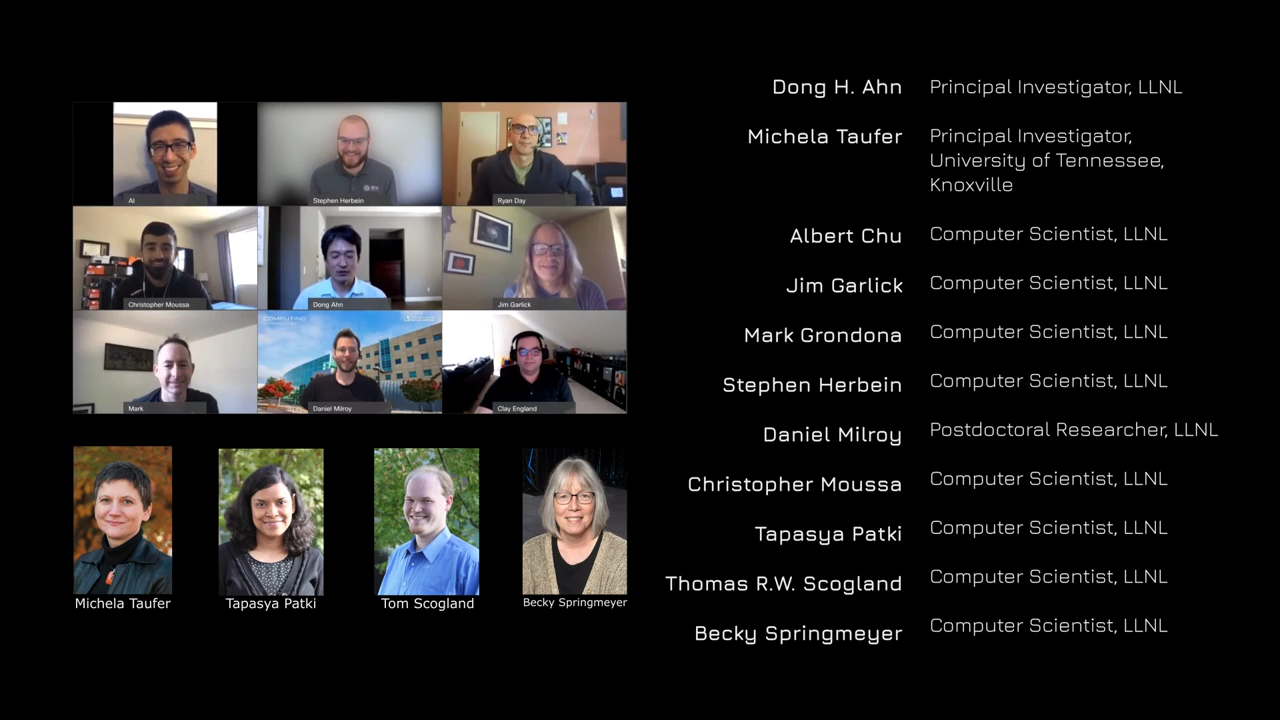 Al
Stephen Herbein
Ryan Day
Christopher Moussa
Dong Ahn
Jim Garlick
COMPUTING
Mark
Daniel Milroy
Clay England
Michela Taufer
Tapasya Patki
Tom Scogland
Becky Springmeyer
Dong H. Ahn Principal Investigator, LLNL
Michela Taufer Principal Investigator,
University of Tennessee,
Knoxville
Albert Chu Computer Scientist, LLNL
Jim Garlick Computer Scientist, LLNL
Mark Grondona Computer Scientist, LLNL
Stephen Herbein Computer Scientist, LLNL
Daniel Milroy Postdoctoral Researcher, LLNL
Christopher Moussa Computer Scientist, LLNL
Tapasya Patki Computer Scientist, LLNL
Thomas R.W. Scogland Computer Scientist, LLNL
Becky Springmeyer Computer Scientist, LLNL